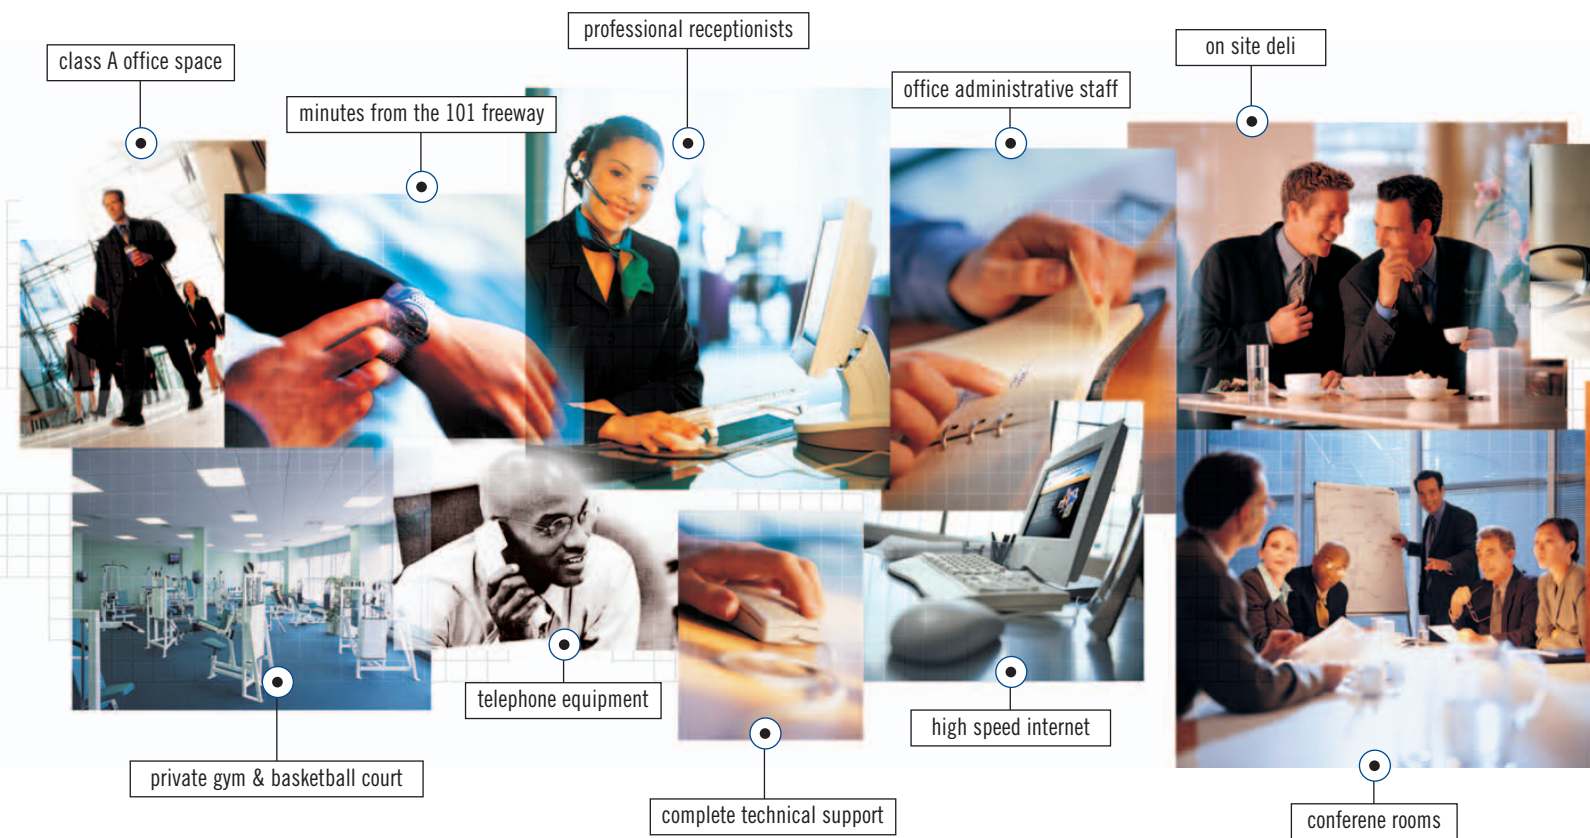 professional receptionists
on site deli
class A office space
office administrative staff
minutes from the 101 freeway
telephone equipment
high speed internet
private gym & basketball court
complete technical support
conferene rooms